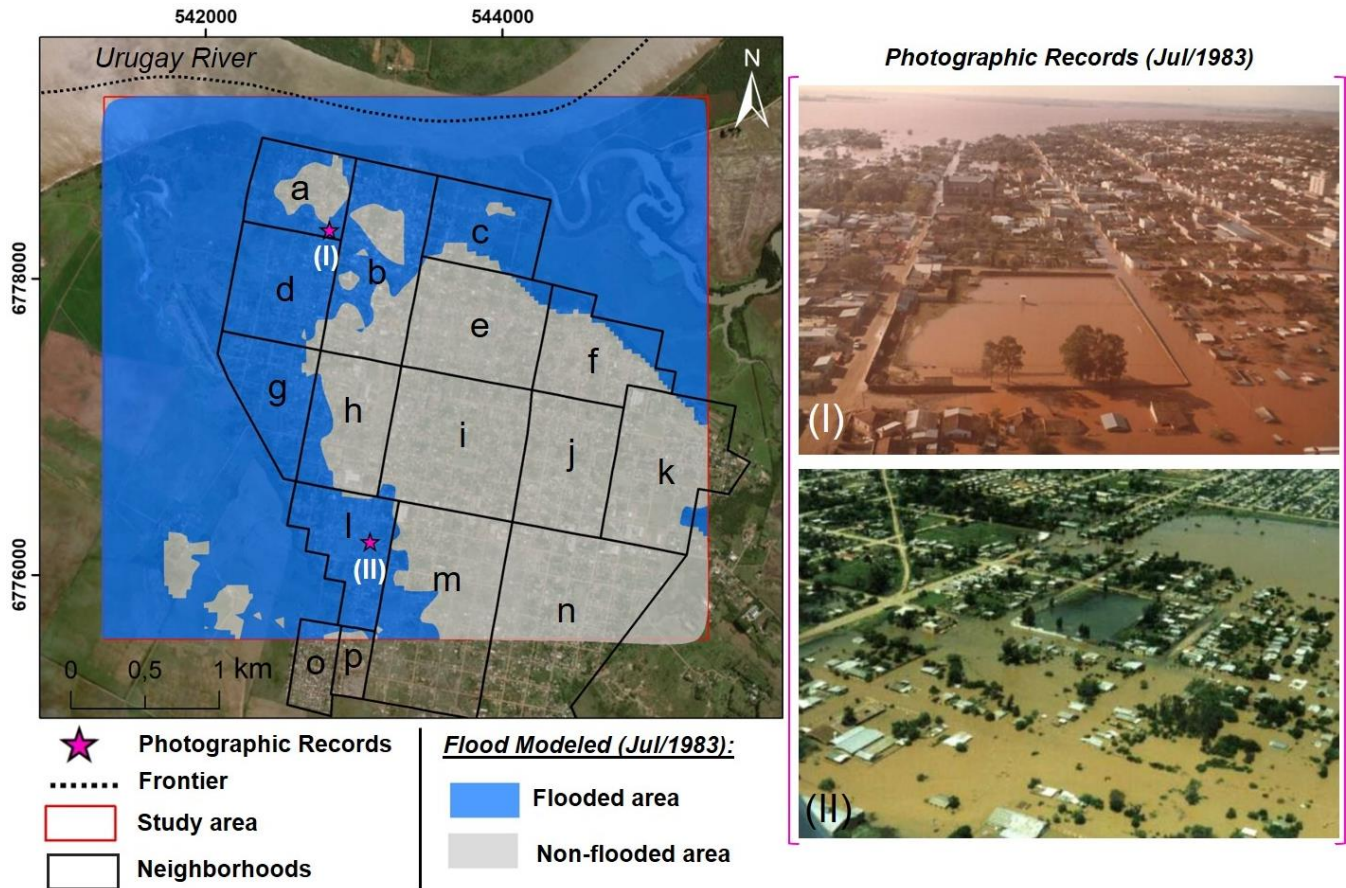 542000
544000
Urugay River
N
6778000
6776000
a
b
c
d
(I)
e
f
g
h
i
j
k
l
(II)
m
n
o
p
0 0,5 1 km
Photographic Records
Frontier
Study area
Neighborhoods
Flood Modeled (Jul/1983):
Flooded area
Non-flooded area
Photographic Records (Jul/1983)
(I)
(II)